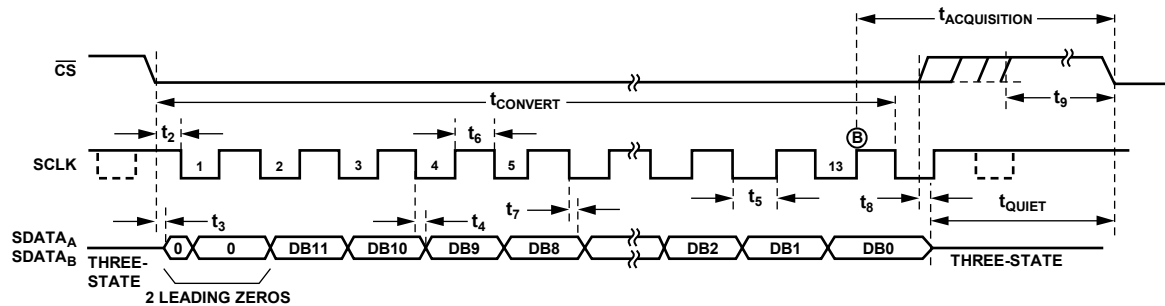 tACQUISITION
B
CS
tCONVERT
t9
t2
t6
SCLK
1
2
3
4
5
13
t3
t4
t7
t5
t8
tQUIET
SDATAA
SDATAB
0
0
DB11
DB10
DB9
DB8
DB2
DB1
DB0
THREE-
STATE
THREE-STATE
2 LEADING ZEROS